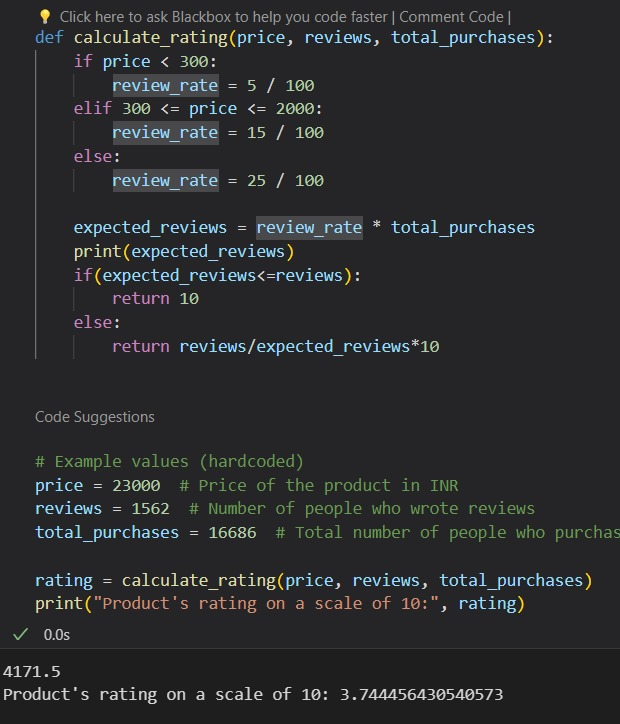 Click here to ask Blackbox to help you code faster | Comment Code |
def calculate_rating(price, reviews, total_purchases):
    if price < 300:
        review_rate = 5 / 100
    elif 300 <= price <= 2000:
        review_rate = 15 / 100
    else:
        review_rate = 25 / 100
    expected_reviews = review_rate * total_purchases
    print(expected_reviews)
    if(expected_reviews<=reviews):
        return 10
    else:
        return reviews/expected_reviews*10
Code Suggestions
# Example values (hardcoded)
price = 23000  # Price of the product in INR
reviews = 1562  # Number of people who wrote reviews
total_purchases = 16686  # Total number of people who purchas
rating = calculate_rating(price, reviews, total_purchases)
print("Product's rating on a scale of 10:", rating)
0.0s
4171.5
Product's rating on a scale of 10: 3.744456430540573